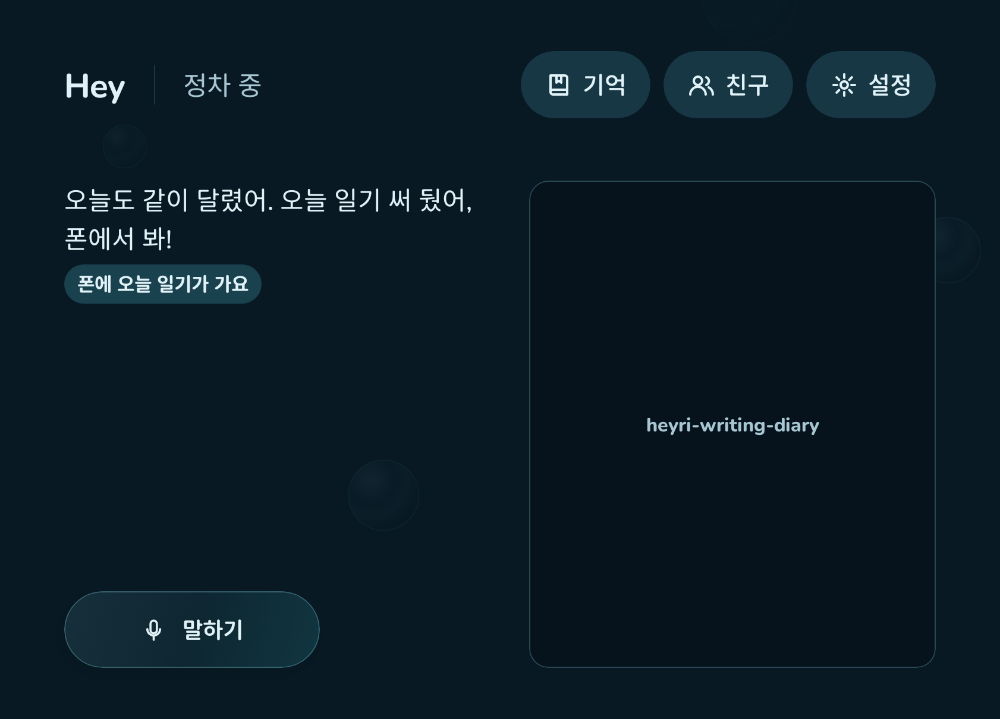 Hey
정차 중
기억
친구
설정
오늘도 같이 달렸어. 오늘 일기 써 뒀어,
폰에서 봐!
폰에 오늘 일기가 가요
heyri-writing-diary
말하기